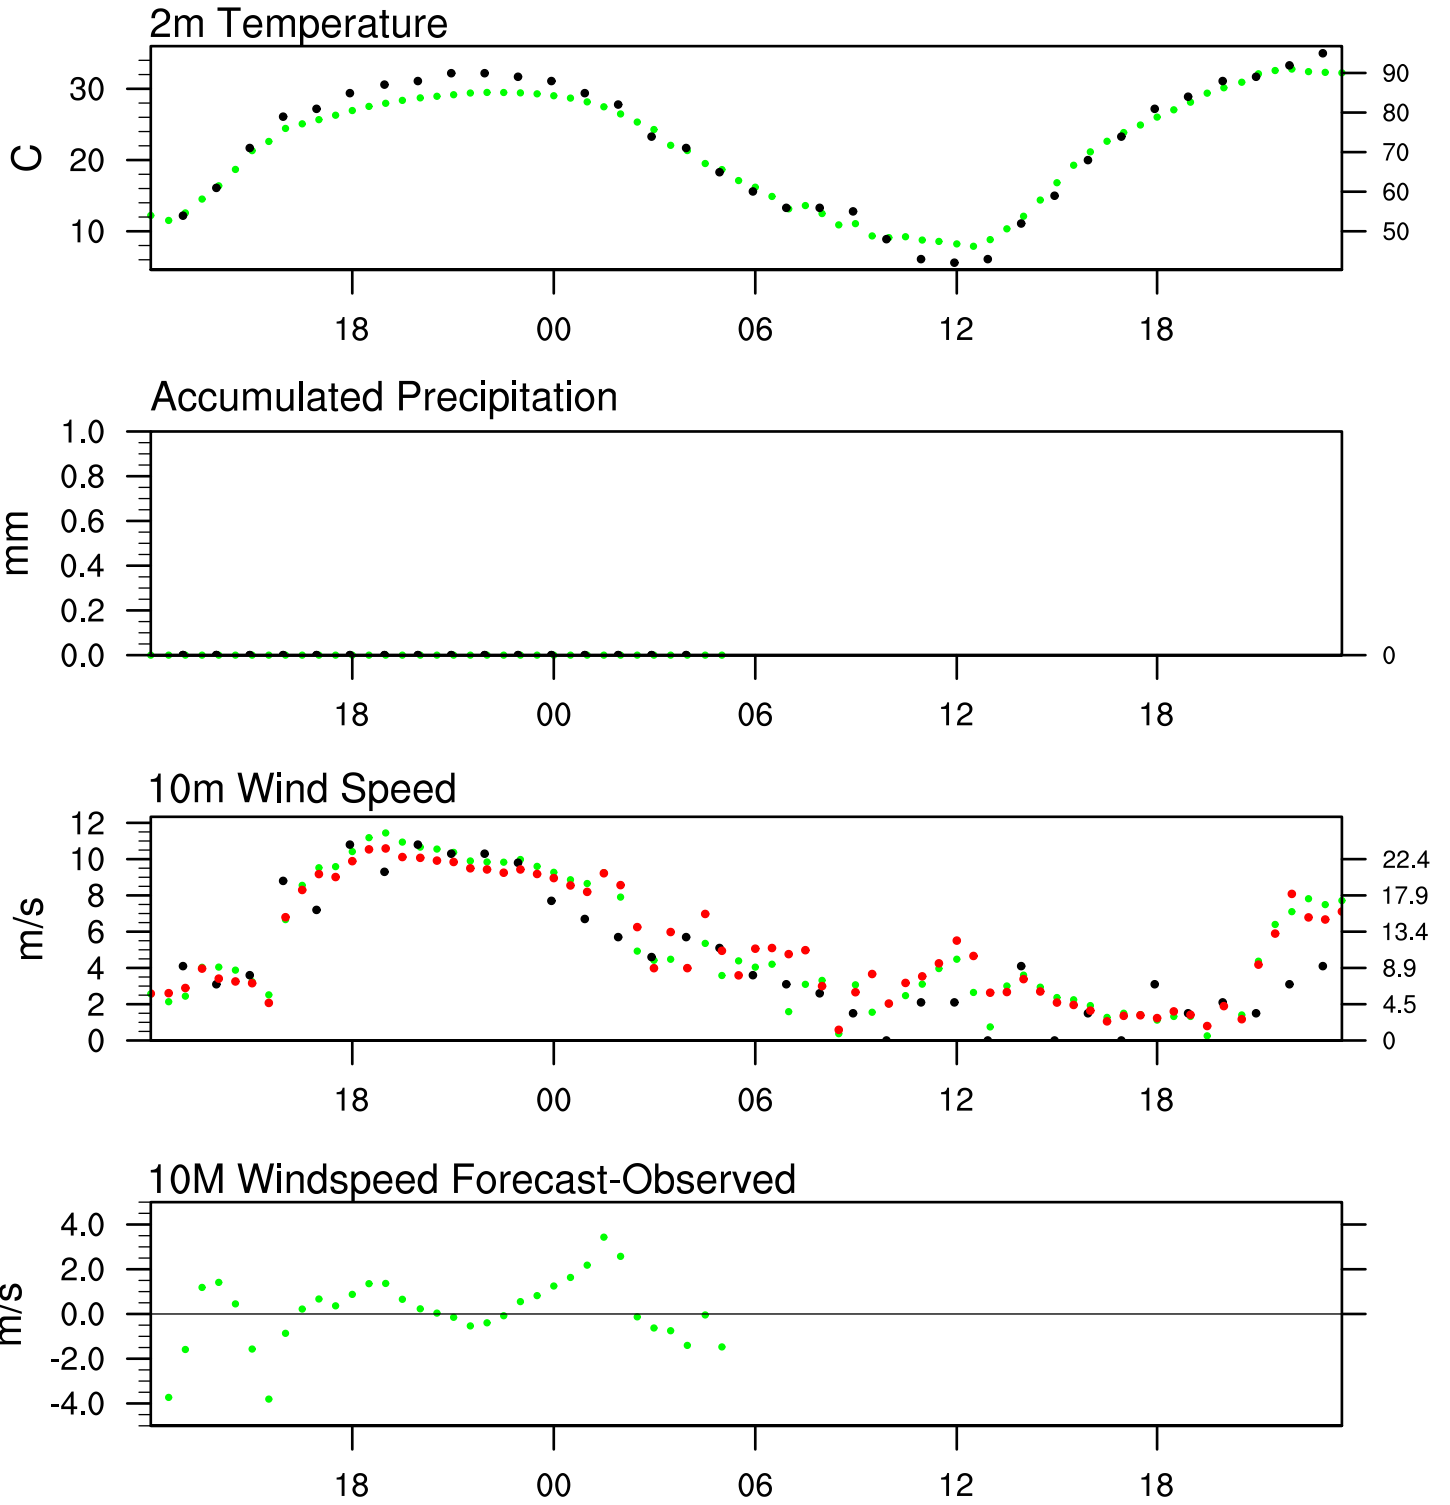 2m Temperature
30
20
10
C
90
80
70
60
50
18 00 06 12 18
Accumulated Precipitation
1.0
0.8
0.6
0.4
0.2
0.0
mm
0
18 00 06 12 18
10m Wind Speed
12
10
8
6
4
2
0
m/s
22.4
17.9
13.4
8.9
4.5
0
18 00 06 12 18
10M Windspeed Forecast-Observed
4.0
2.0
0.0
-2.0
-4.0
m/s
18 00 06 12 18